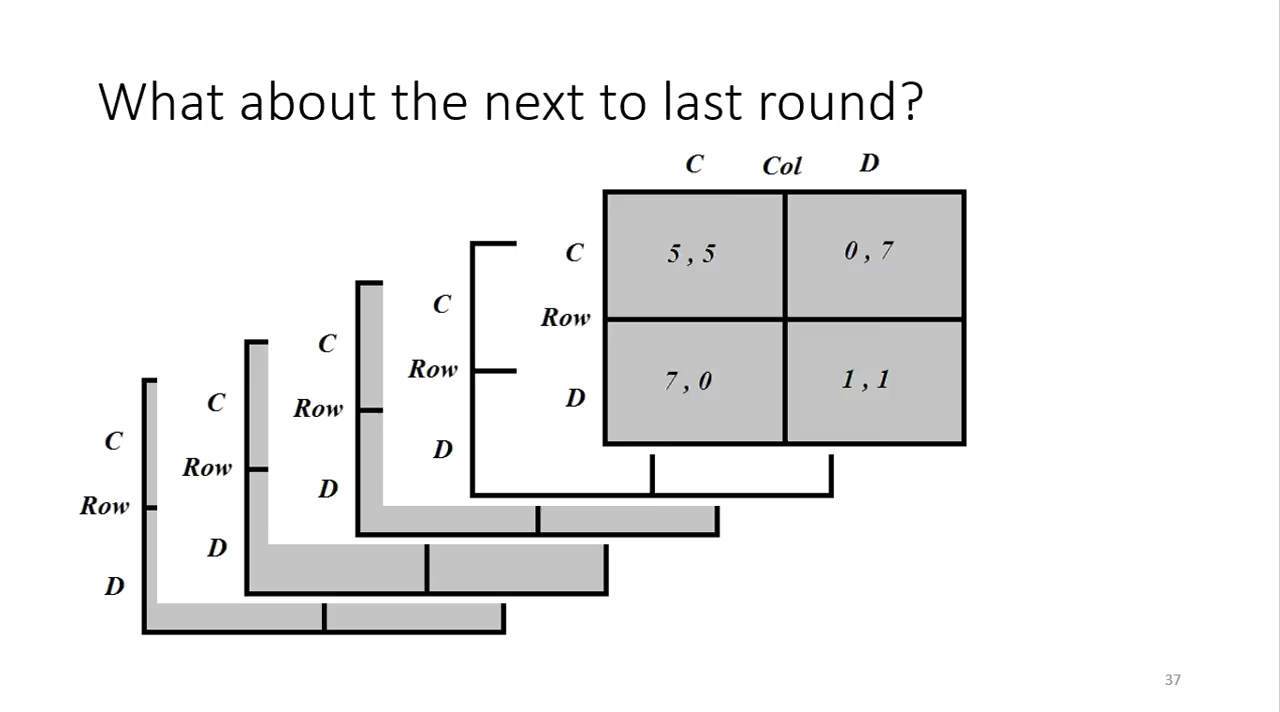 What about the next to last round?
C Col D
C 5 , 5 0 , 7
Row
D 7 , 0 1 , 1
C
Row
D
C
Row
D
C
Row
D
C
Row
D
37